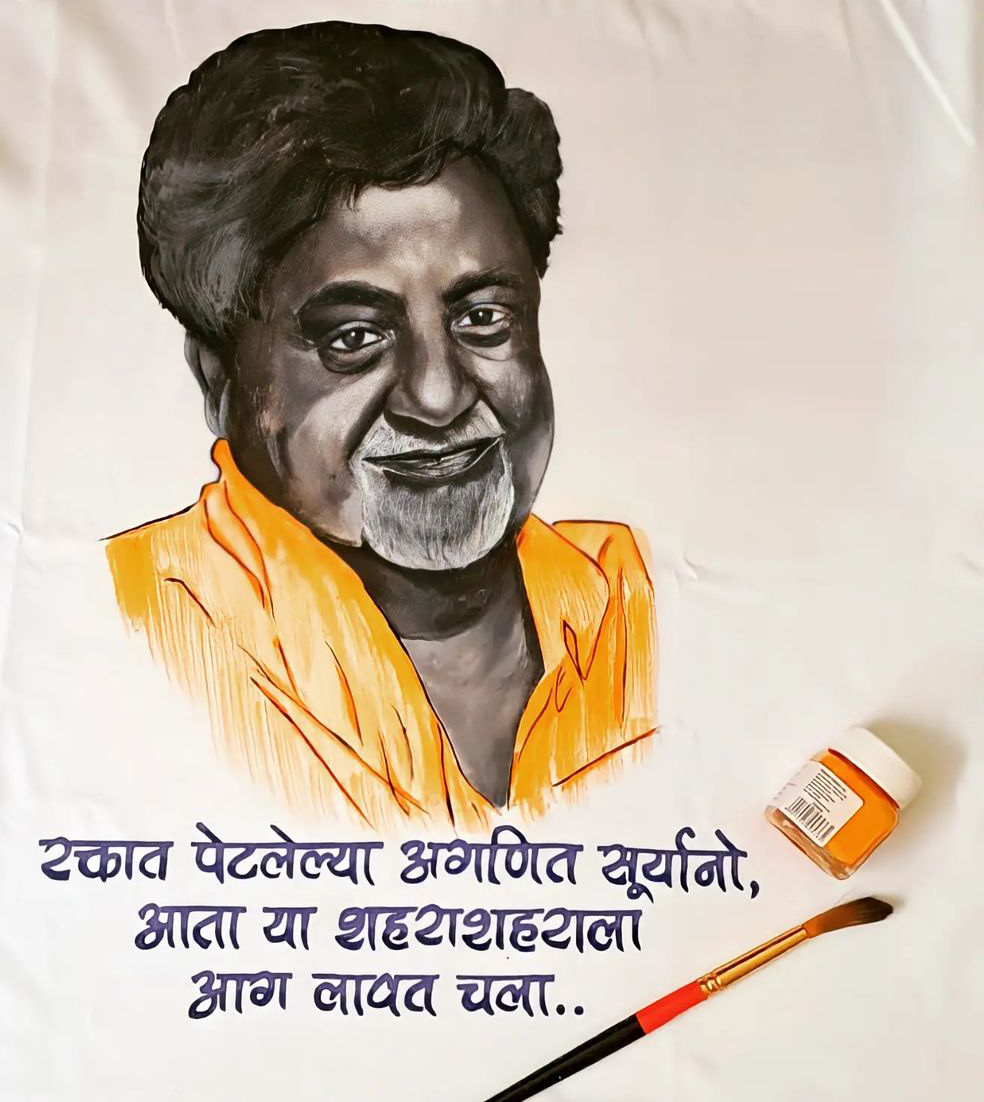 रक्तात पेटलेल्या अगणित सूर्यांनो,
आता या शहराशहराला
आग लावत चला..